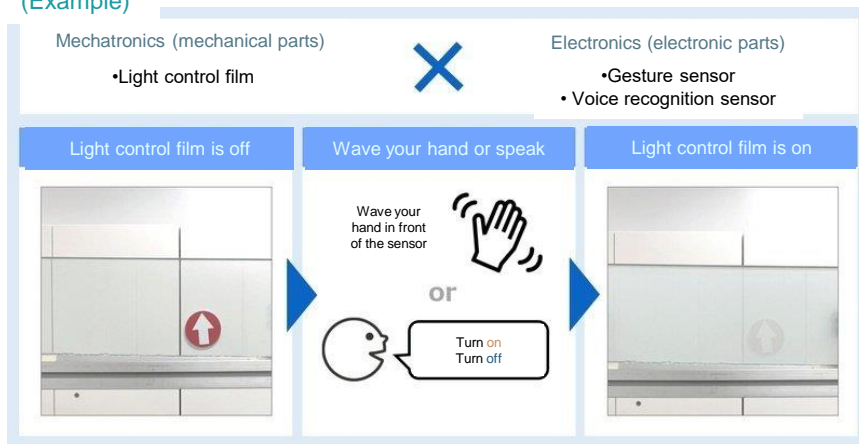 (Example)
Mechatronics (mechanical parts)
•Light control film
Electronics (electronic parts)
•Gesture sensor
• Voice recognition sensor
Light control film is off
Wave your hand or speak
Light control film is on
Wave your
hand in front
of the sensor
or
Turn on
Turn off